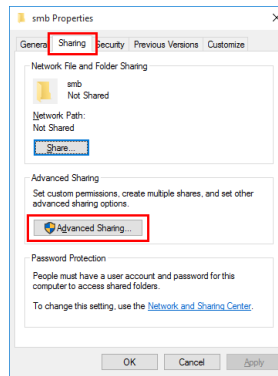 smb Properties
General Sharing Security Previous Versions Customize
Network File and Folder Sharing
smb
Not Shared
Network Path:
Not Shared
Share...
Advanced Sharing
Set custom permissions, create multiple shares, and set other
advanced sharing options.
Advanced Sharing...
Password Protection
People must have a user account and password for this
computer to access shared folders.
To change this setting, use the Network and Sharing Center.
OK Cancel Apply